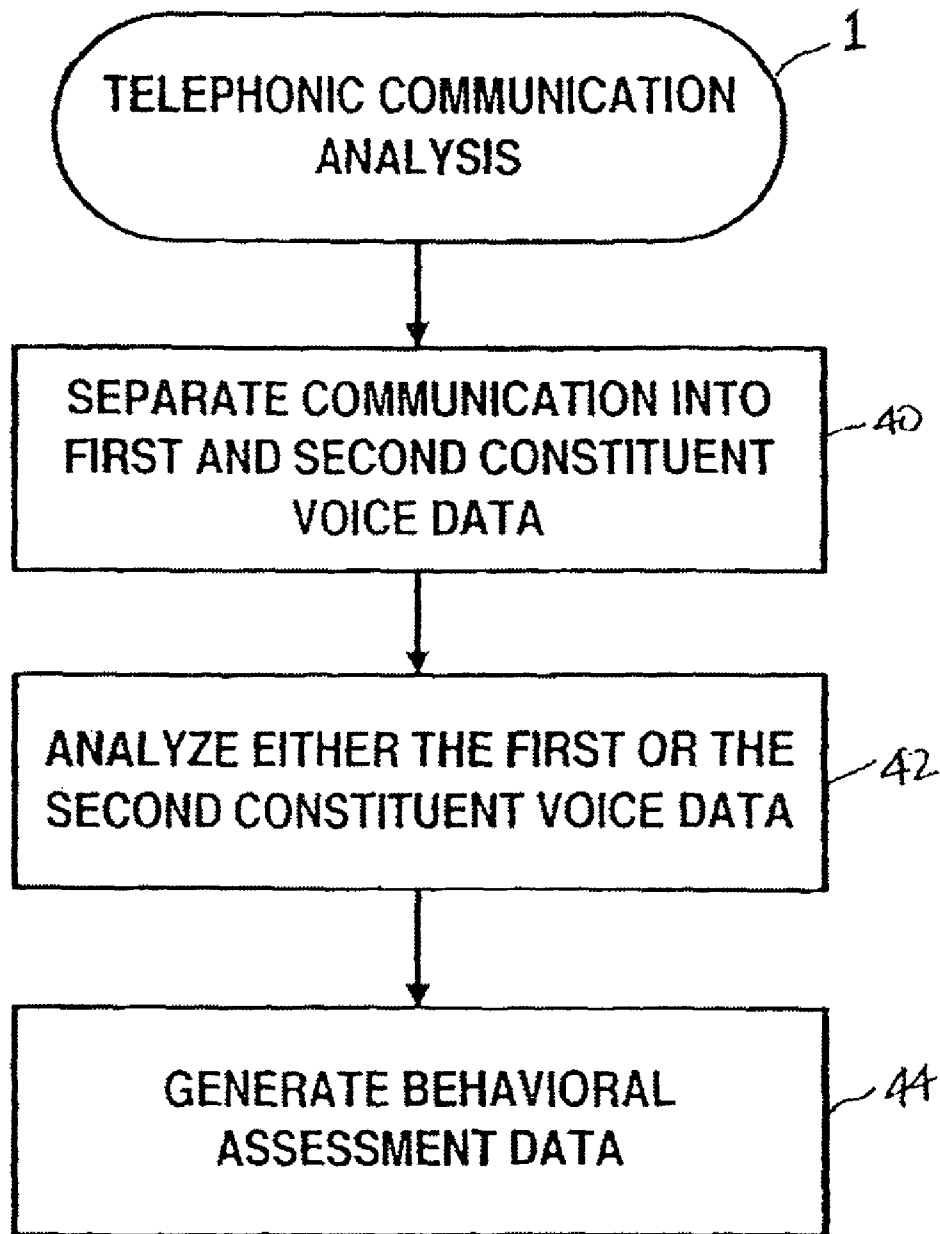 1
TELEPHONIC COMMUNICATION
ANALYSIS
SEPARATE COMMUNICATION INTO
FIRST AND SECOND CONSTITUENT
VOICE DATA
40
ANALYZE EITHER THE FIRST OR THE
SECOND CONSTITUENT VOICE DATA
42
GENERATE BEHAVIORAL
ASSESSMENT DATA
44